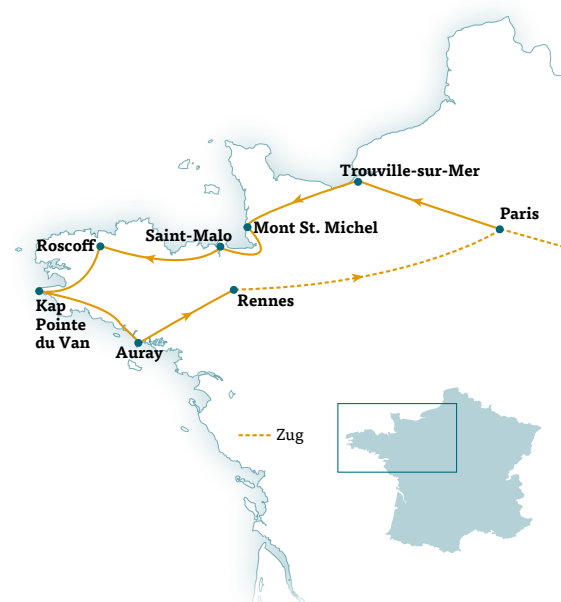 Trouville-sur-Mer
Paris
Mont St. Michel
Saint-Malo
Roscoff
Rennes
Kap
Pointe
du Van
Auray
Zug